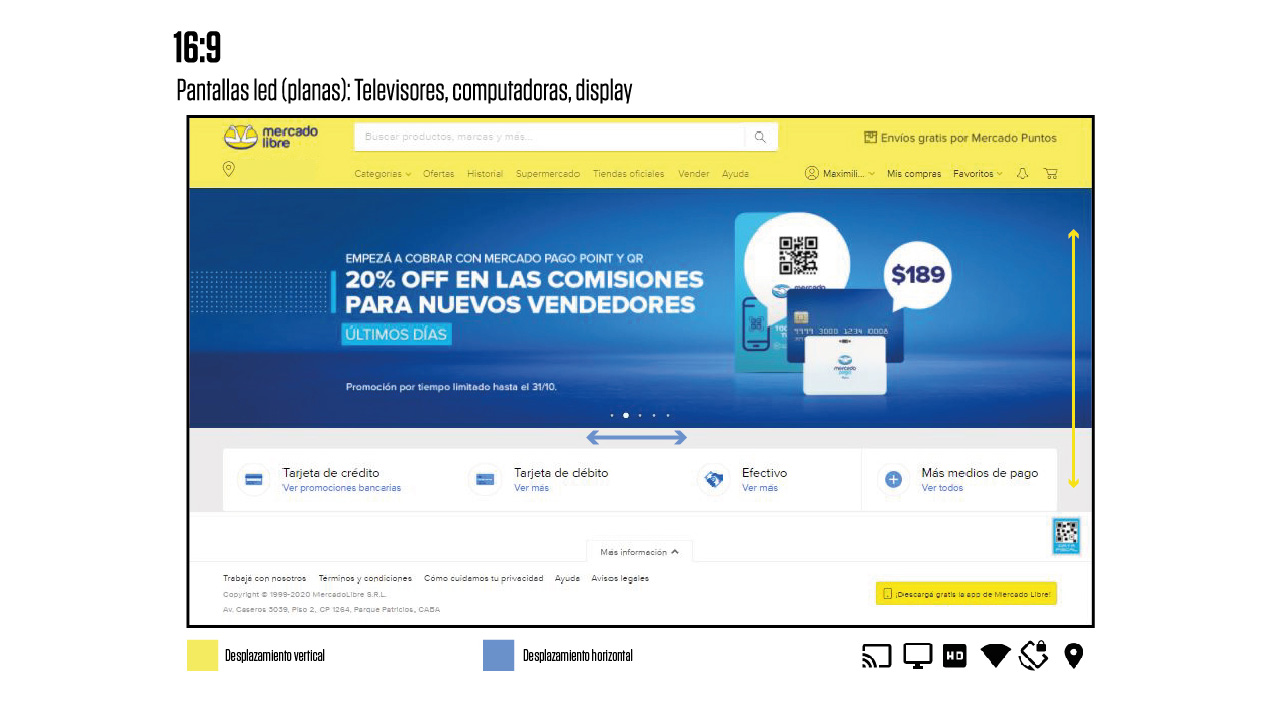 16:9
Pantallas led (planas): Televisores, computadoras, display
mercado
libre
Buscar productos, marcas y más...
Envíos gratis por Mercado Puntos
Categorías Ofertas Historial Supermercado Tiendas oficiales Vender Ayuda
Maximili... Mis compras Favoritos
EMPEZÁ A COBRAR CON MERCADO PAGO POINT Y QR
20% OFF EN LAS COMISIONES
PARA NUEVOS VENDEDORES
ÚLTIMOS DÍAS
Promoción por tiempo limitado hasta el 31/10.
$189
mercado
mercado
pago
Tarjeta de crédito
Ver promociones bancarias
Tarjeta de débito
Ver más
Efectivo
Ver más
Más medios de pago
Ver todos
Más información
Trabajá con nosotros Términos y condiciones Cómo cuidamos tu privacidad Ayuda Avisos legales
Copyright © 1999-2020 MercadoLibre S.R.L.
Av. Caseros 3039, Piso 2, CP 1264, Parque Patricios, CABA
¡Descargá gratis la app de Mercado Libre!
Desplazamiento vertical
Desplazamiento horizontal
HD